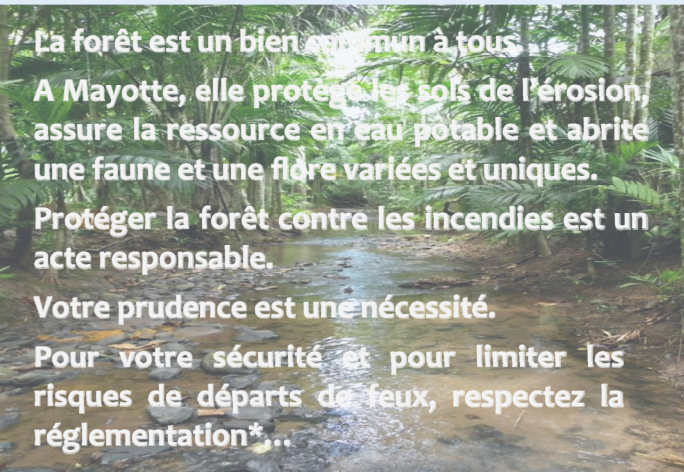 La forêt est un bien commun à tous.
A Mayotte, elle protège les sols de l'érosion,
assure la ressource en eau potable et abrite
une faune et une flore variées et uniques.
Protéger la forêt contre les incendies est un
acte responsable.
Votre prudence est une nécessité.
Pour votre sécurité et pour limiter les
risques de départs de feux, respectez la
réglementation*...